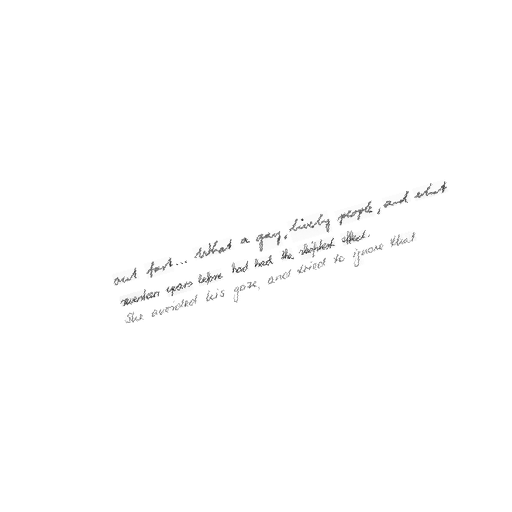 out fast... What a gay, lively people, and what
seventeen years before had had the slightest effect.
She avoided his gaze, and tried to ignore that